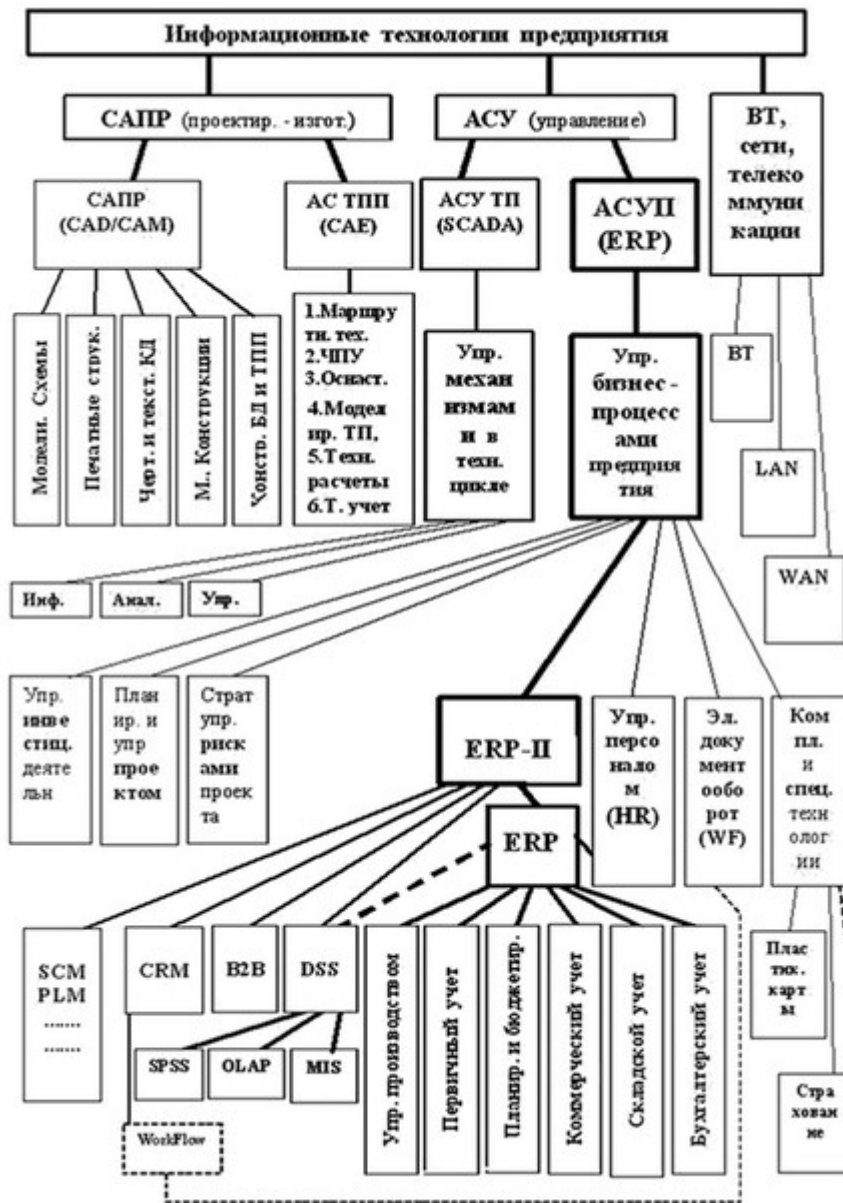 Информационные технологии предприятия
САПР (проектир. - изгот.)
АСУ (управление)
ВТ,
сети,
телеко
ммуни
кации
САПР
(CAD/CAM)
АС ТПП
(CAE)
АСУ ТП
(SCADA)
АСУП
(ERP)
Модели. Схемы
Печатные струк.
Черт. и текст. КД
М.. Конструкции
Констр. БД и ТПП
1.Маршру
тн. тех.
2.ЧПУ
3.Оснаст.
4.Модел
ир. ТП,
5.Техн.
расчеты
6.Т. учет
Упр.
механ
измам
и в
техн.
цикле
Упр.
бизнес -
процесс
ами
предприя
тия
ВТ
LAN
WAN
Инф.
Анал.
Упр.
Упр.
инве
стиц.
деяте
льн
План
ир. и
упр
проe
ктом
Страт
упр.
риск
ами
проек
та
ERP-II
Упр.
персо
нало
м
(HR)
Эл.
доку
мент
ообо
рот
(WF)
Ком
пл.
и
спец.
техн
олог
ии
ERP
SCM
PLM
.......
.......
CRM
B2B
DSS
SPSS
OLAP
MIS
WorkFlow
Упр. производством
Первичный учет
Планир. и бюджетир.
Коммерческий учет
Складской учет
Бухгалтерский учет
Плас
тик.
карт
ы
Стра
хован
ие